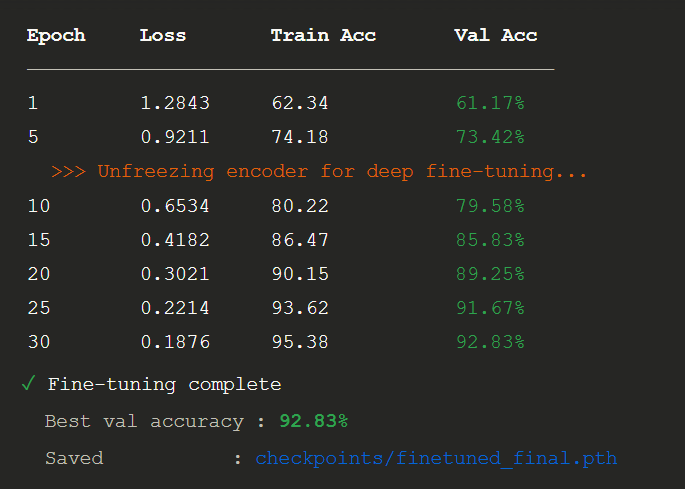 Epoch Loss Train Acc Val Acc
1 1.2843 62.34 61.17%
5 0.9211 74.18 73.42%
>>> Unfreezing encoder for deep fine-tuning...
10 0.6534 80.22 79.58%
15 0.4182 86.47 85.83%
20 0.3021 90.15 89.25%
25 0.2214 93.62 91.67%
30 0.1876 95.38 92.83%
✓ Fine-tuning complete
Best val accuracy : 92.83%
Saved : checkpoints/finetuned_final.pth